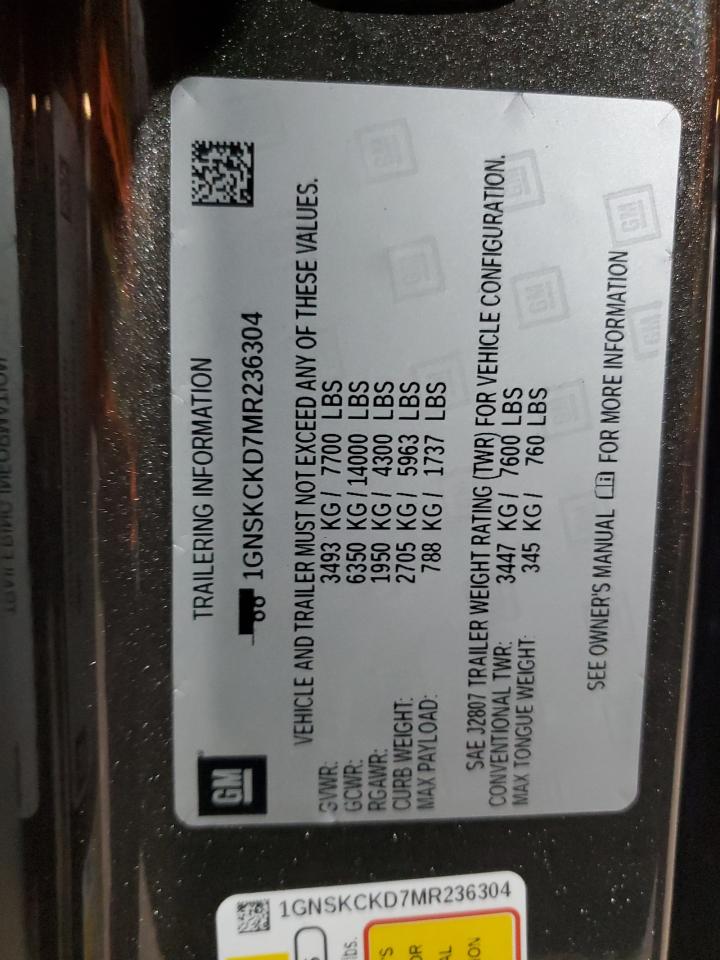 GM
TRAILERING INFORMATION
1GNSKCKD7MR236304
VEHICLE AND TRAILER MUST NOT EXCEED ANY OF THESE VALUES.
GVWR: 3493 KG / 7700 LBS
GCWR: 6350 KG / 14000 LBS
RGAWR: 1950 KG / 4300 LBS
CURB WEIGHT: 2705 KG / 5963 LBS
MAX PAYLOAD: 788 KG / 1737 LBS
SAE J2807 TRAILER WEIGHT RATING (TWR) FOR VEHICLE CONFIGURATION.
CONVENTIONAL TWR: 3447 KG / 7600 LBS
MAX TONGUE WEIGHT: 345 KG / 760 LBS
SEE OWNER'S MANUAL FOR MORE INFORMATION
1GNSKCKD7MR236304
lbs.